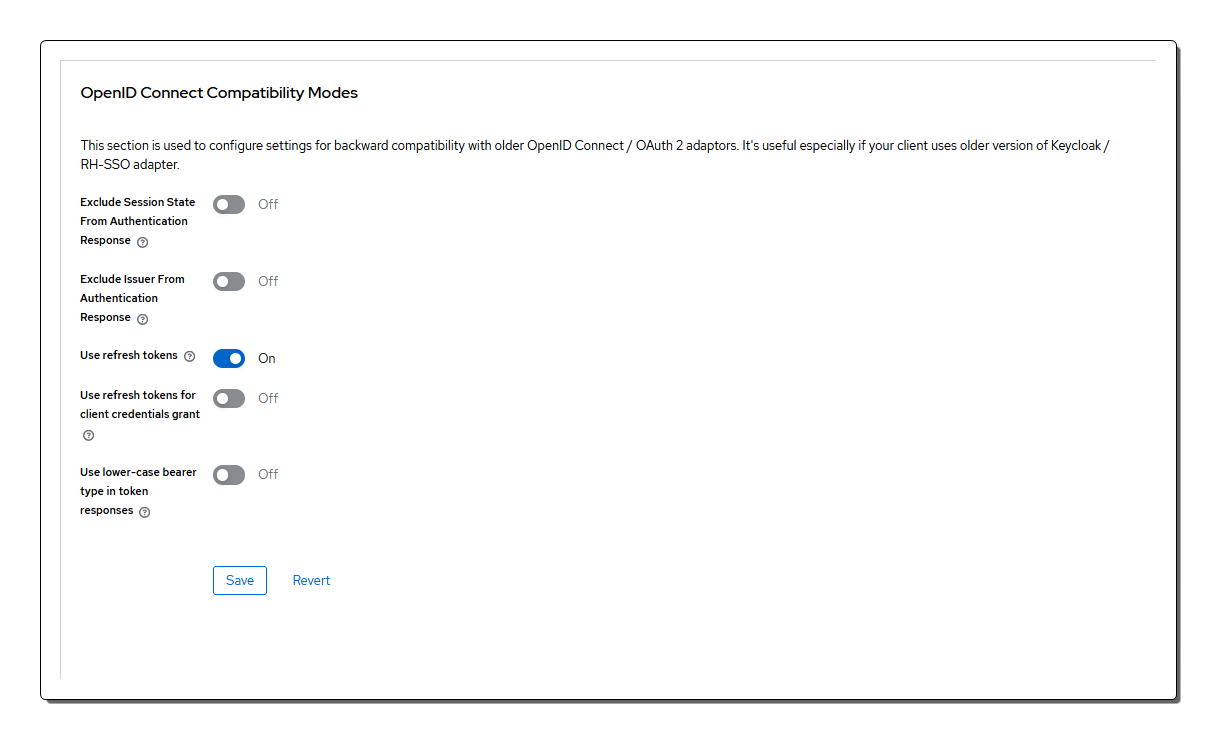 OpenID Connect Compatibility Modes
This section is used to configure settings for backward compatibility with older OpenID Connect / OAuth 2 adaptors. It's useful especially if your client uses older version of Keycloak /
RH-SSO adapter.
Exclude Session State
From Authentication
Response
Off
Exclude Issuer From
Authentication
Response
Off
Use refresh tokens
On
Use refresh tokens for
client credentials grant
Off
Use lower-case bearer
type in token
responses
Off
Save
Revert